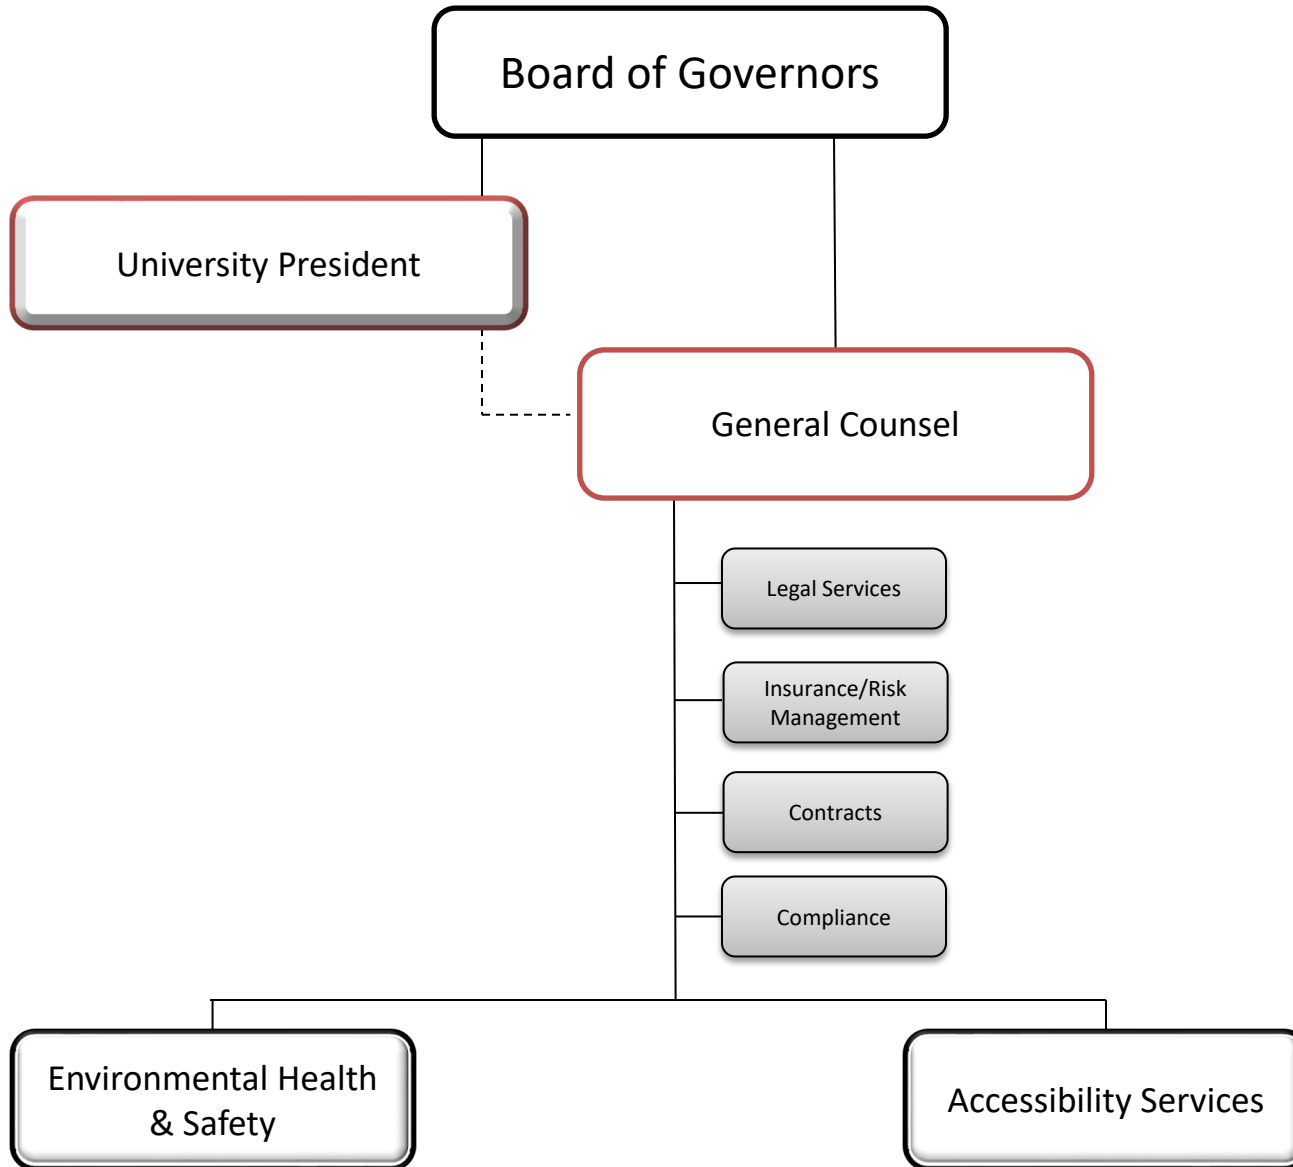 Board of Governors
University President
General Counsel
Legal Services
Insurance/Risk
Management
Contracts
Compliance
Environmental Health
& Safety
Accessibility Services